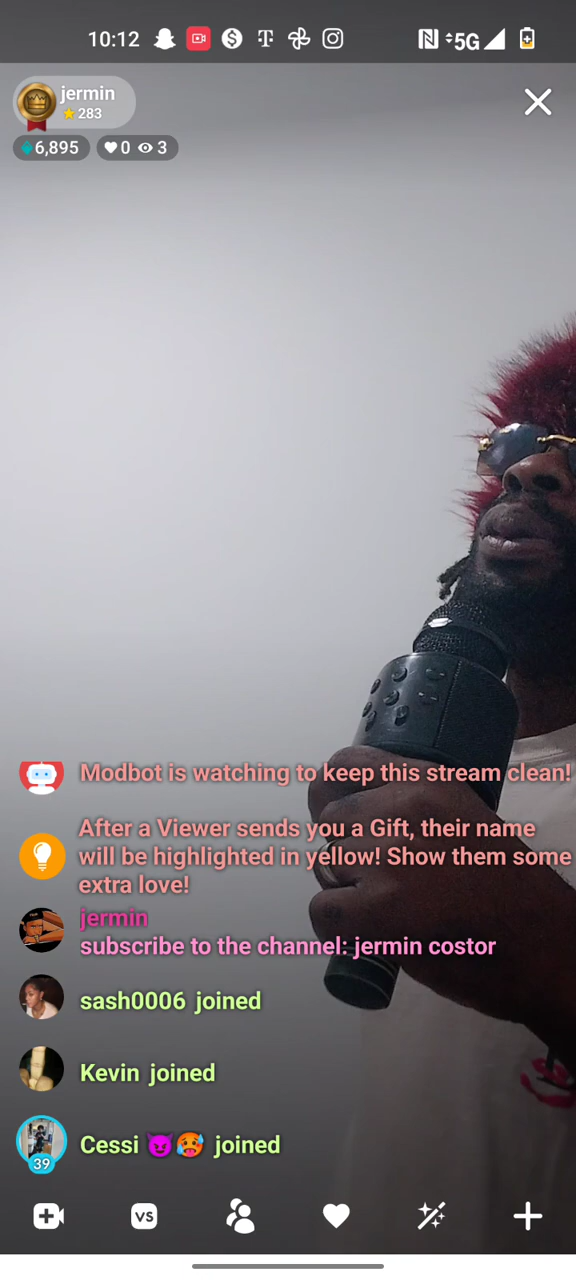 10:12
5G
jermin
283
6,895
0 3
Modbot is watching to keep this stream clean!
After a Viewer sends you a Gift, their name
will be highlighted in yellow! Show them some
extra love!
jermin
subscribe to the channel: jermin costor
sash0006 joined
Kevin joined
Cessi 😈🥵 joined
39
VS